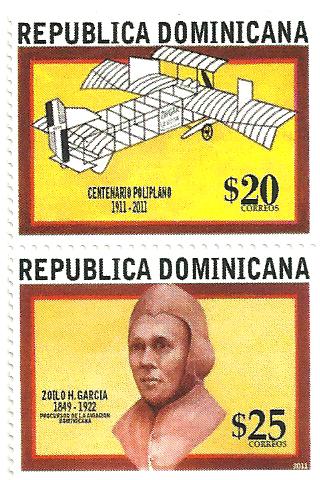 REPUBLICA DOMINICANA
CENTENARIO POLIPLANO
1911 - 2011
$20
CORREOS
REPUBLICA DOMINICANA
ZOILO H. GARCIA
1849 - 1922
PRECURSOR DE LA AVIACION
DOMINICANA
$25
CORREOS
2011